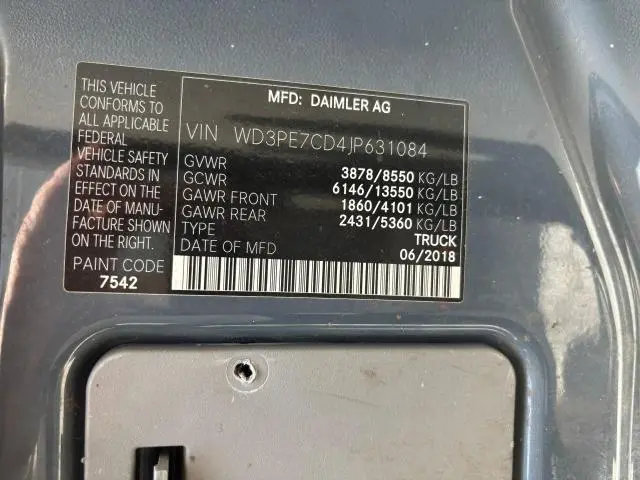 THIS VEHICLE
CONFORMS TO
ALL APPLICABLE
FEDERAL
VEHICLE SAFETY
STANDARDS IN
EFFECT ON THE
DATE OF MANU-
FACTURE SHOWN
ON THE RIGHT.
PAINT CODE
7542
MFD: DAIMLER AG
VIN WD3PE7CD4JP631084
GVWR 3878/8550 KG/LB
GCWR 6146/13550 KG/LB
GAWR FRONT 1860/4101 KG/LB
GAWR REAR 2431/5360 KG/LB
TYPE TRUCK
DATE OF MFD 06/2018